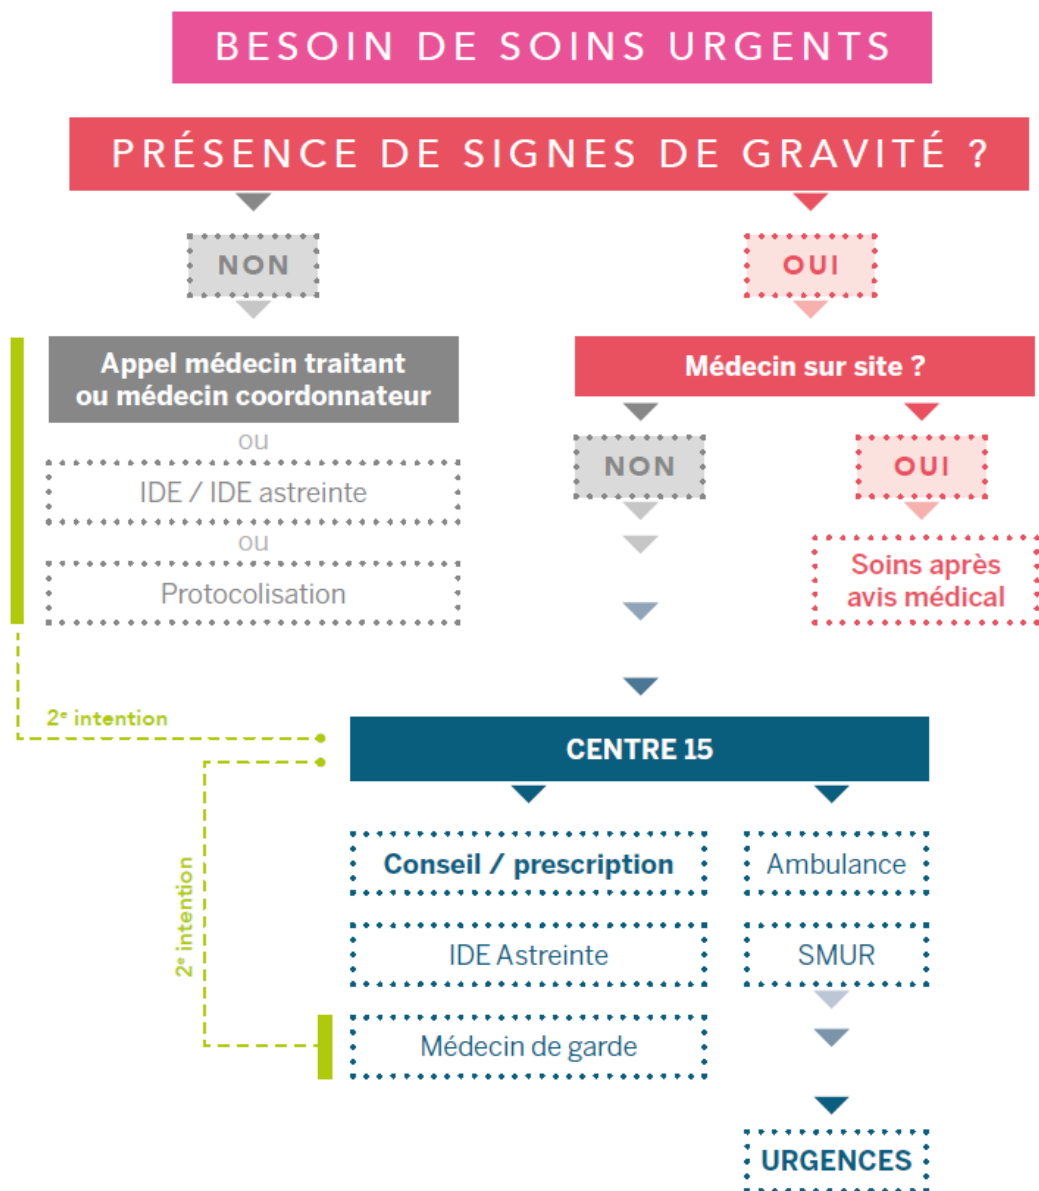 BESOIN DE SOINS URGENTS
PRÉSENCE DE SIGNES DE GRAVITÉ ?
NON
OUI
Appel médecin traitant
ou médecin coordonnateur
ou
IDE / IDE astreinte
ou
Protocolisation
Médecin sur site ?
NON
OUI
Soins après
avis médical
2e intention
CENTRE 15
2e intention
Conseil / prescription
Ambulance
IDE Astreinte
SMUR
Médecin de garde
URGENCES